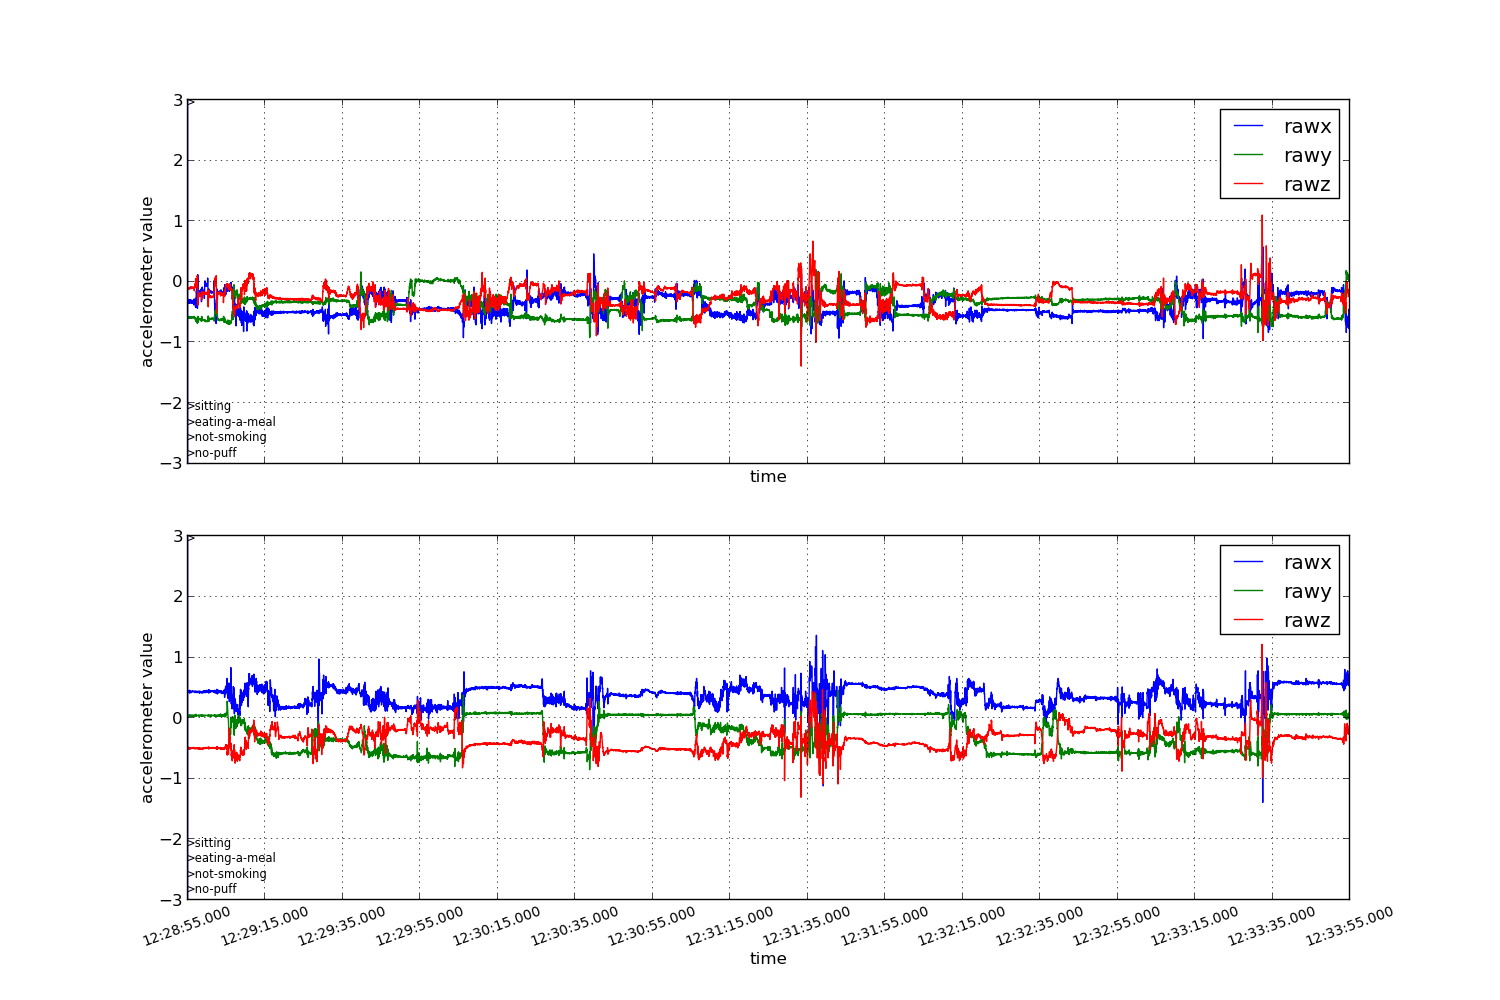 3
>
2
1
0
−1
−2
−3
accelerometer value
rawx
rawy
rawz
>sitting
>eating-a-meal
>not-smoking
>no-puff
time
3
>
2
1
0
−1
−2
−3
accelerometer value
rawx
rawy
rawz
>sitting
>eating-a-meal
>not-smoking
>no-puff
12:28:55.000 12:29:15.000 12:29:35.000 12:29:55.000 12:30:15.000 12:30:35.000 12:30:55.000 12:31:15.000 12:31:35.000 12:31:55.000 12:32:15.000 12:32:35.000 12:32:55.000 12:33:15.000 12:33:35.000 12:33:55.000
time